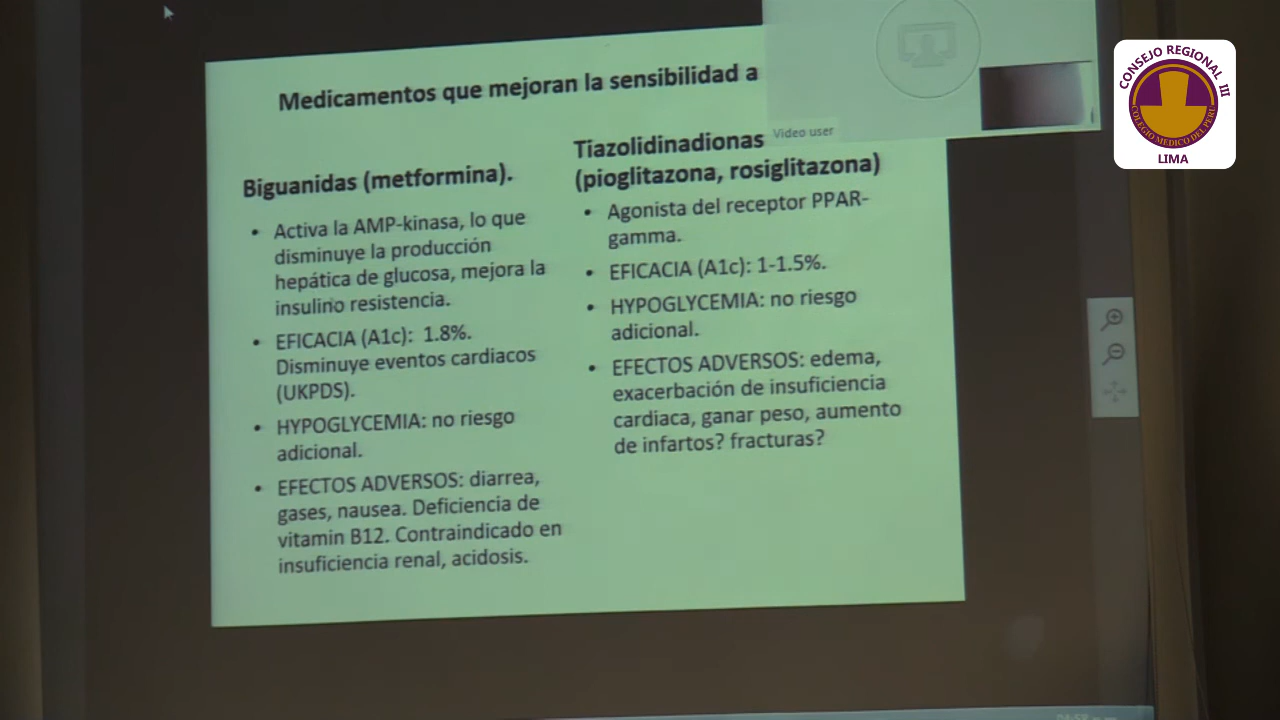 Medicamentos que mejoran la sensibilidad a
Biguanidas (metformina).
• Activa la AMP-kinasa, lo que
disminuye la producción
hepática de glucosa, mejora la
insulino resistencia.
• EFICACIA (A1c): 1.8%.
Disminuye eventos cardiacos
(UKPDS).
• HYPOGLYCEMIA: no riesgo
adicional.
• EFECTOS ADVERSOS: diarrea,
gases, nausea. Deficiencia de
vitamin B12. Contraindicado en
insuficiencia renal, acidosis.
Tiazolidinadionas
(pioglitazona, rosiglitazona)
• Agonista del receptor PPAR-
gamma.
• EFICACIA (A1c): 1-1.5%.
• HYPOGLYCEMIA: no riesgo
adicional.
• EFECTOS ADVERSOS: edema,
exacerbación de insuficiencia
cardiaca, ganar peso, aumento
de infartos? fracturas?
Video user
CONSEJO REGIONAL III
COLEGIO MEDICO DEL PERU
LIMA